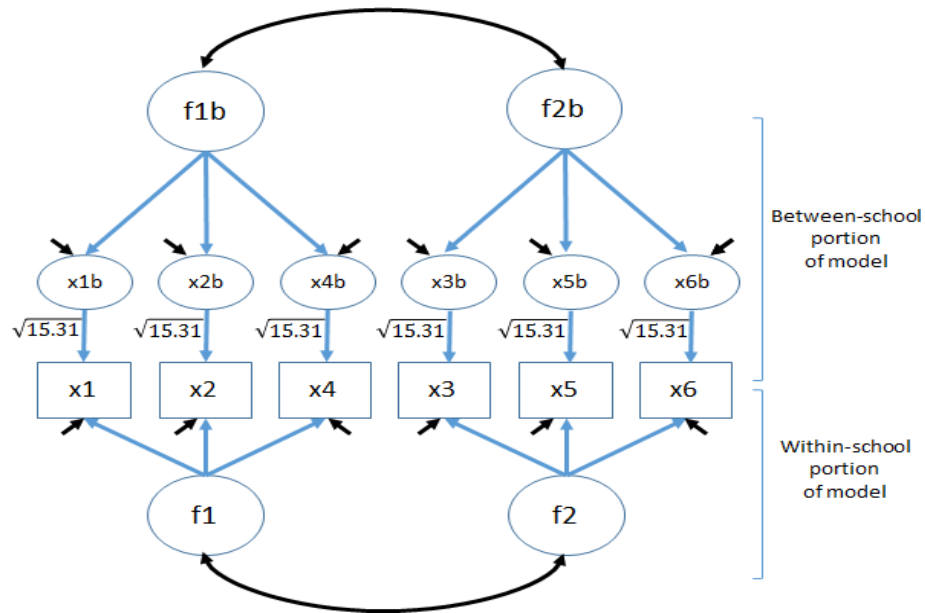 f1b
f2b
Between-school
portion
of model
x1b
x2b
x4b
x3b
x5b
x6b
√15.31
√15.31
√15.31
√15.31
√15.31
√15.31
x1
x2
x4
x3
x5
x6
Within-school
portion
of model
f1
f2